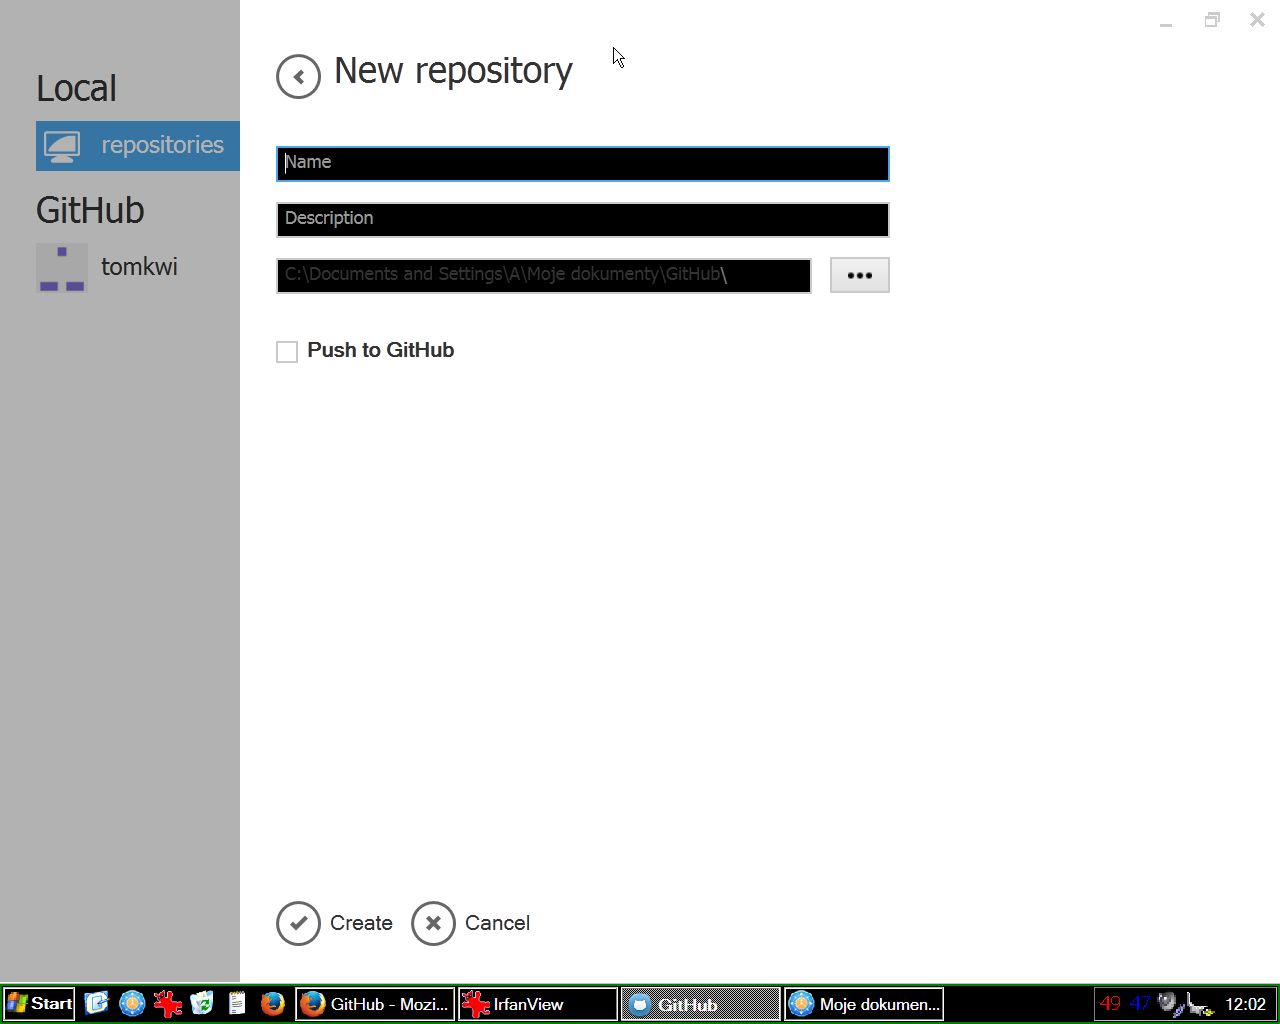 Local
repositories
GitHub
tomkwi
New repository
Name
Description
C:\Documents and Settings\A\Moje dokumenty\GitHub\
•••
Push to GitHub
Create
Cancel
Start
GitHub - Mozi...
IrfanView
GitHub
Moje dokumen...
49
47
12:02